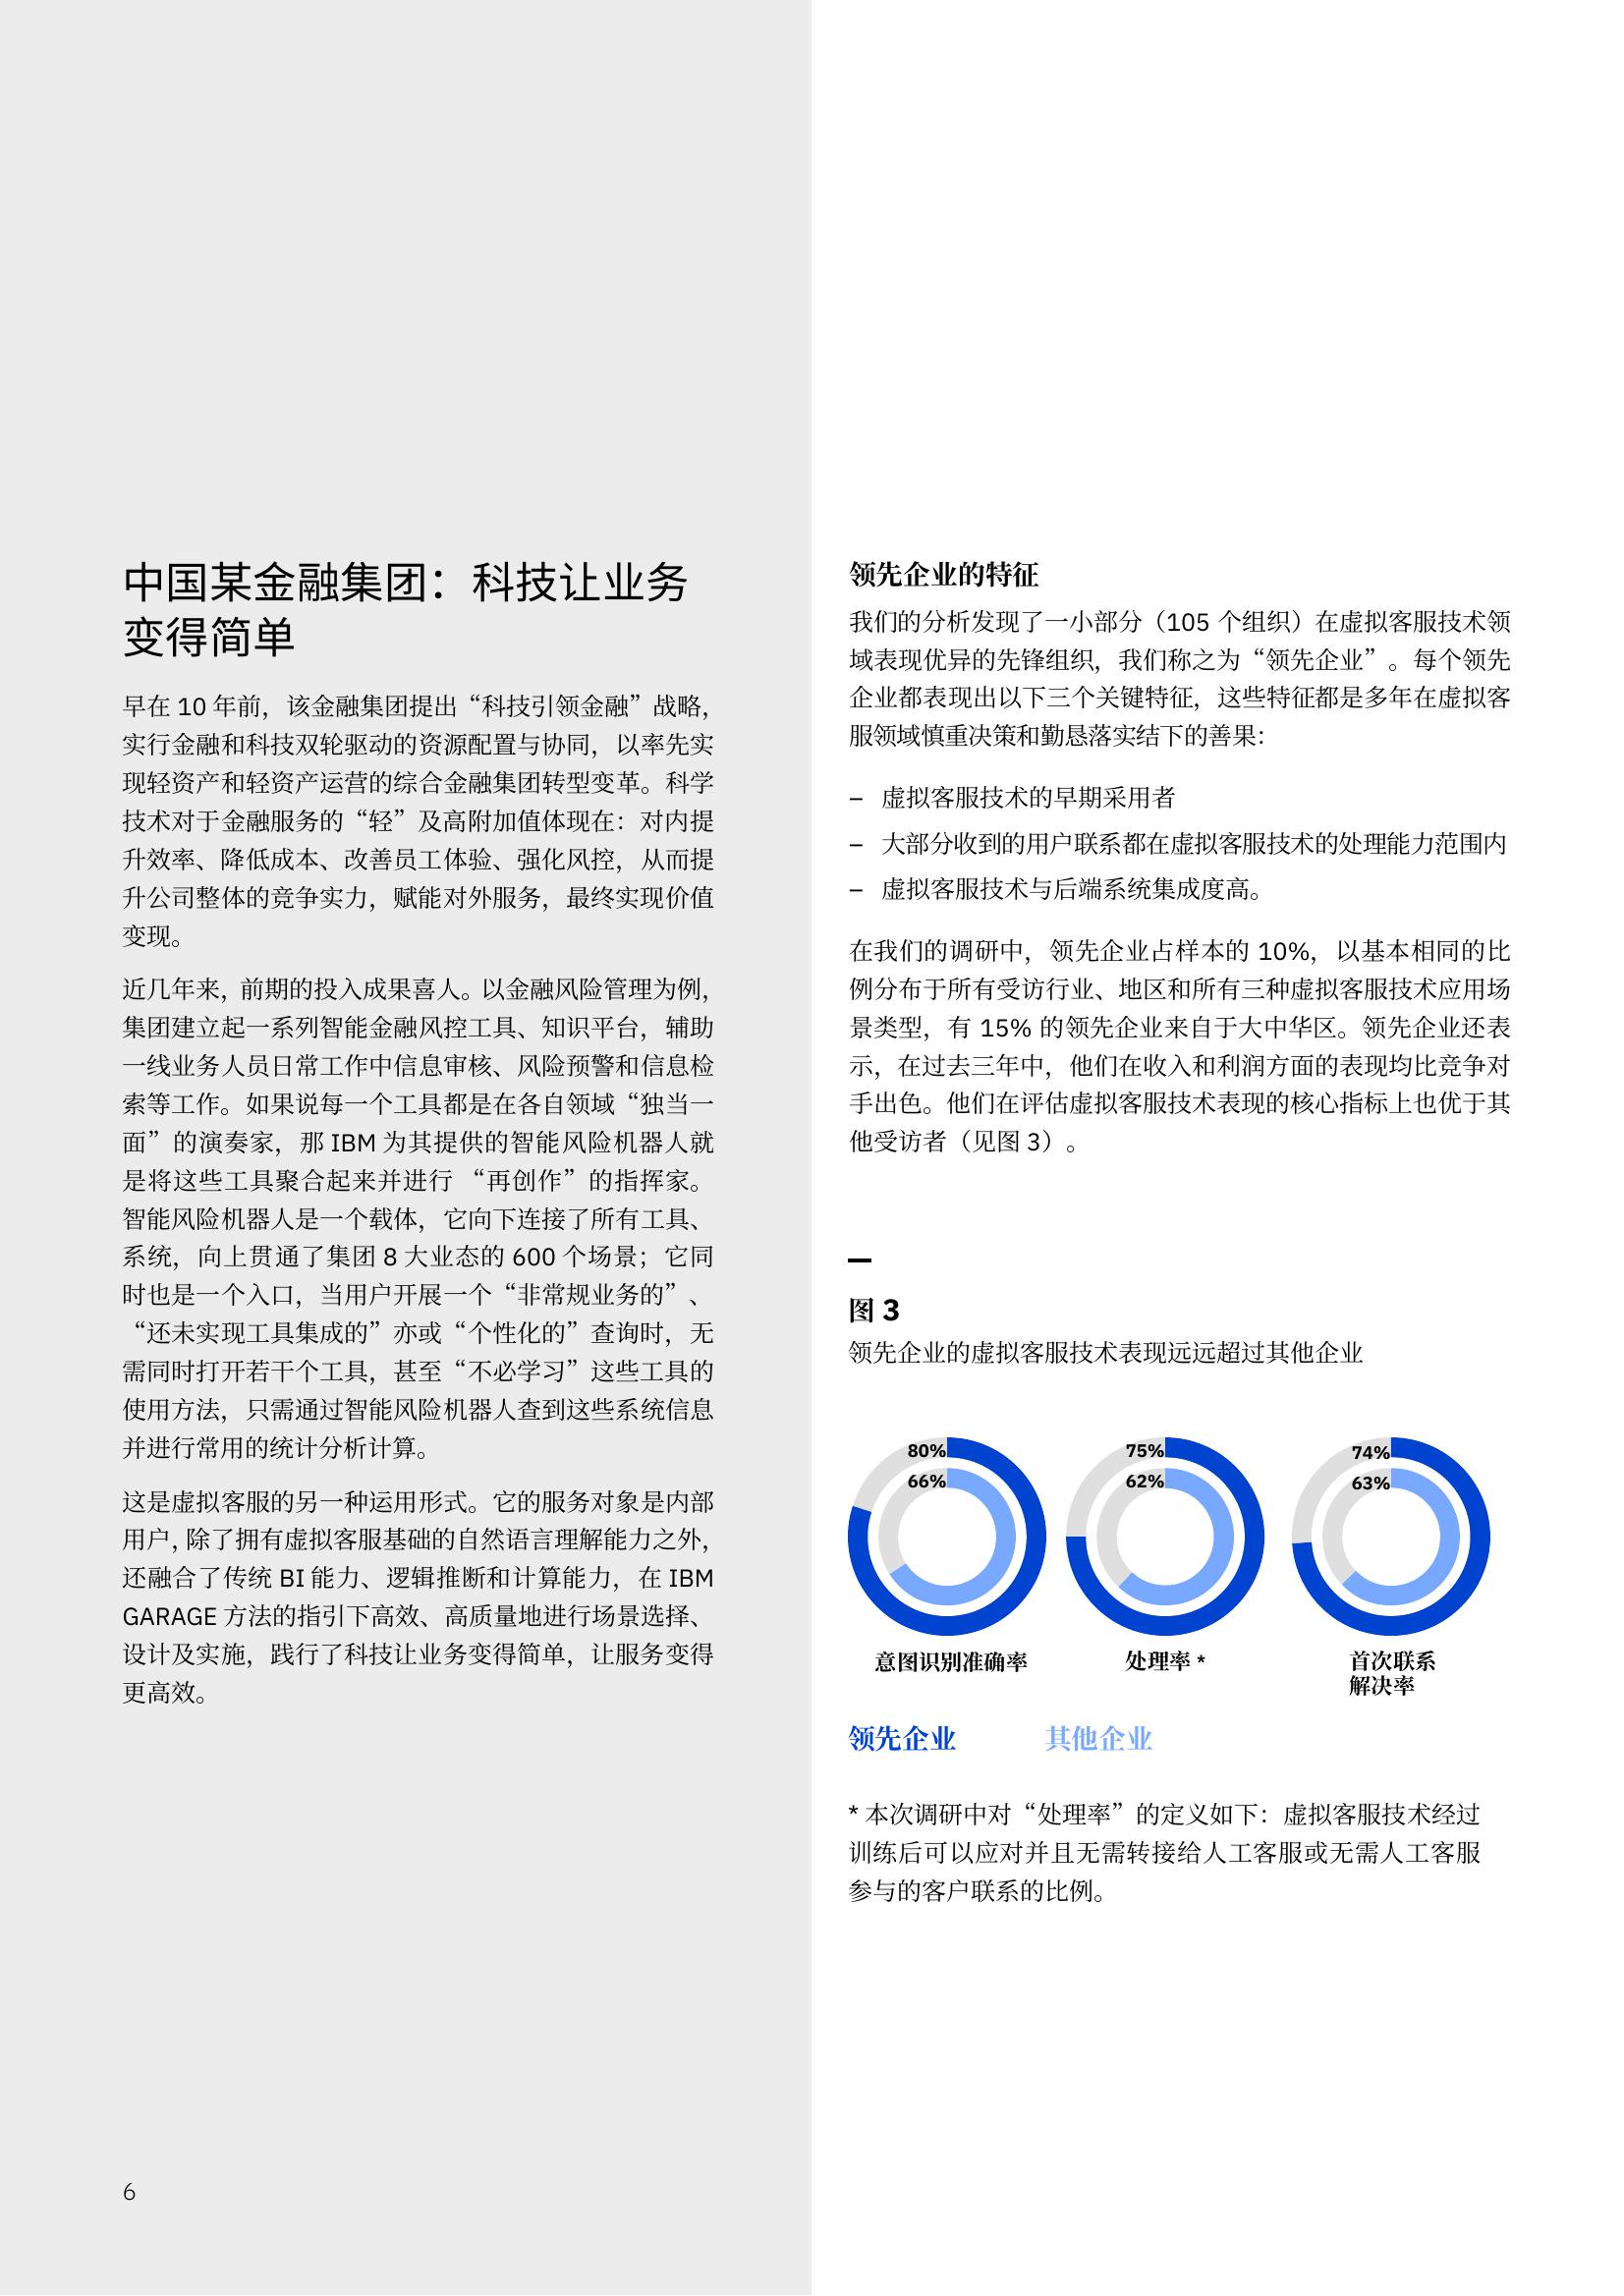 中国某金融集团：科技让业务
变得简单
早在 10 年前，该金融集团提出“科技引领金融”战略，
实行金融和科技双轮驱动的资源配置与协同，以率先实
现轻资产和轻资产运营的综合金融集团转型变革。科学
技术对于金融服务的“轻”及高附加值体现在：对内提
升效率、降低成本、改善员工体验、强化风控，从而提
升公司整体的竞争实力，赋能对外服务，最终实现价值
变现。
近几年来，前期的投入成果喜人。以金融风险管理为例，
集团建立起一系列智能金融风控工具、知识平台，辅助
一线业务人员日常工作中信息审核、风险预警和信息检
索等工作。如果说每一个工具都是在各自领域“独当一
面”的演奏家，那 IBM 为其提供的智能风险机器人就
是将这些工具聚合起来并进行 “再创作”的指挥家。
智能风险机器人是一个载体，它向下连接了所有工具、
系统，向上贯通了集团 8 大业态的 600 个场景；它同
时也是一个入口，当用户开展一个“非常规业务的”、
“还未实现工具集成的”亦或“个性化的”查询时，无
需同时打开若干个工具，甚至“不必学习”这些工具的
使用方法，只需通过智能风险机器人查到这些系统信息
并进行常用的统计分析计算。
这是虚拟客服的另一种运用形式。它的服务对象是内部
用户，除了拥有虚拟客服基础的自然语言理解能力之外，
还融合了传统 BI 能力、逻辑推断和计算能力，在 IBM
GARAGE 方法的指引下高效、高质量地进行场景选择、
设计及实施，践行了科技让业务变得简单，让服务变得
更高效。
6
领先企业的特征
我们的分析发现了一小部分（105 个组织）在虚拟客服技术领
域表现优异的先锋组织，我们称之为“领先企业”。每个领先
企业都表现出以下三个关键特征，这些特征都是多年在虚拟客
服领域慎重决策和勤恳落实结下的善果：
– 虚拟客服技术的早期采用者
– 大部分收到的用户联系都在虚拟客服技术的处理能力范围内
– 虚拟客服技术与后端系统集成度高。
在我们的调研中，领先企业占样本的 10%，以基本相同的比
例分布于所有受访行业、地区和所有三种虚拟客服技术应用场
景类型，有 15% 的领先企业来自于大中华区。领先企业还表
示，在过去三年中，他们在收入和利润方面的表现均比竞争对
手出色。他们在评估虚拟客服技术表现的核心指标上也优于其
他受访者（见图 3）。
图 3
领先企业的虚拟客服技术表现远远超过其他企业
80%
66%
意图识别准确率
75%
62%
处理率 *
74%
63%
首次联系
解决率
领先企业 其他企业
* 本次调研中对“处理率”的定义如下：虚拟客服技术经过
训练后可以应对并且无需转接给人工客服或无需人工客服
参与的客户联系的比例。